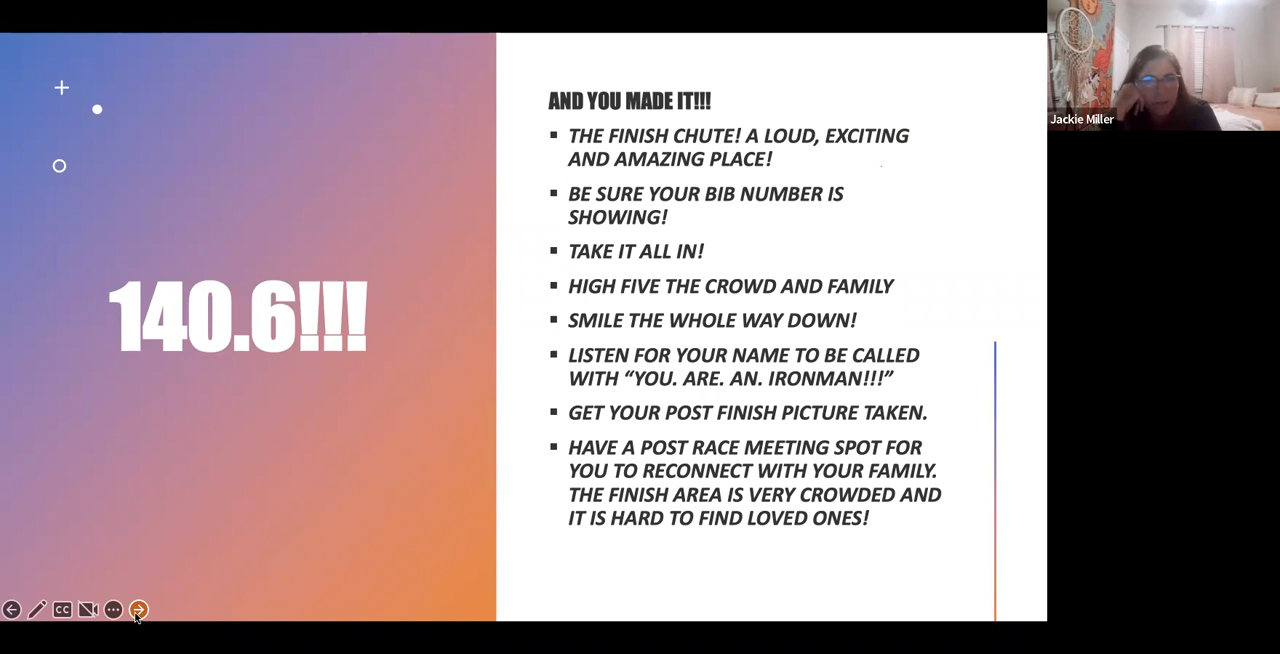 140.6!!!
AND YOU MADE IT!!!
THE FINISH CHUTE! A LOUD, EXCITING
AND AMAZING PLACE!
BE SURE YOUR BIB NUMBER IS
SHOWING!
TAKE IT ALL IN!
HIGH FIVE THE CROWD AND FAMILY
SMILE THE WHOLE WAY DOWN!
LISTEN FOR YOUR NAME TO BE CALLED
WITH “YOU. ARE. AN. IRONMAN!!!”
GET YOUR POST FINISH PICTURE TAKEN.
HAVE A POST RACE MEETING SPOT FOR
YOU TO RECONNECT WITH YOUR FAMILY.
THE FINISH AREA IS VERY CROWDED AND
IT IS HARD TO FIND LOVED ONES!
Jackie Miller
CC